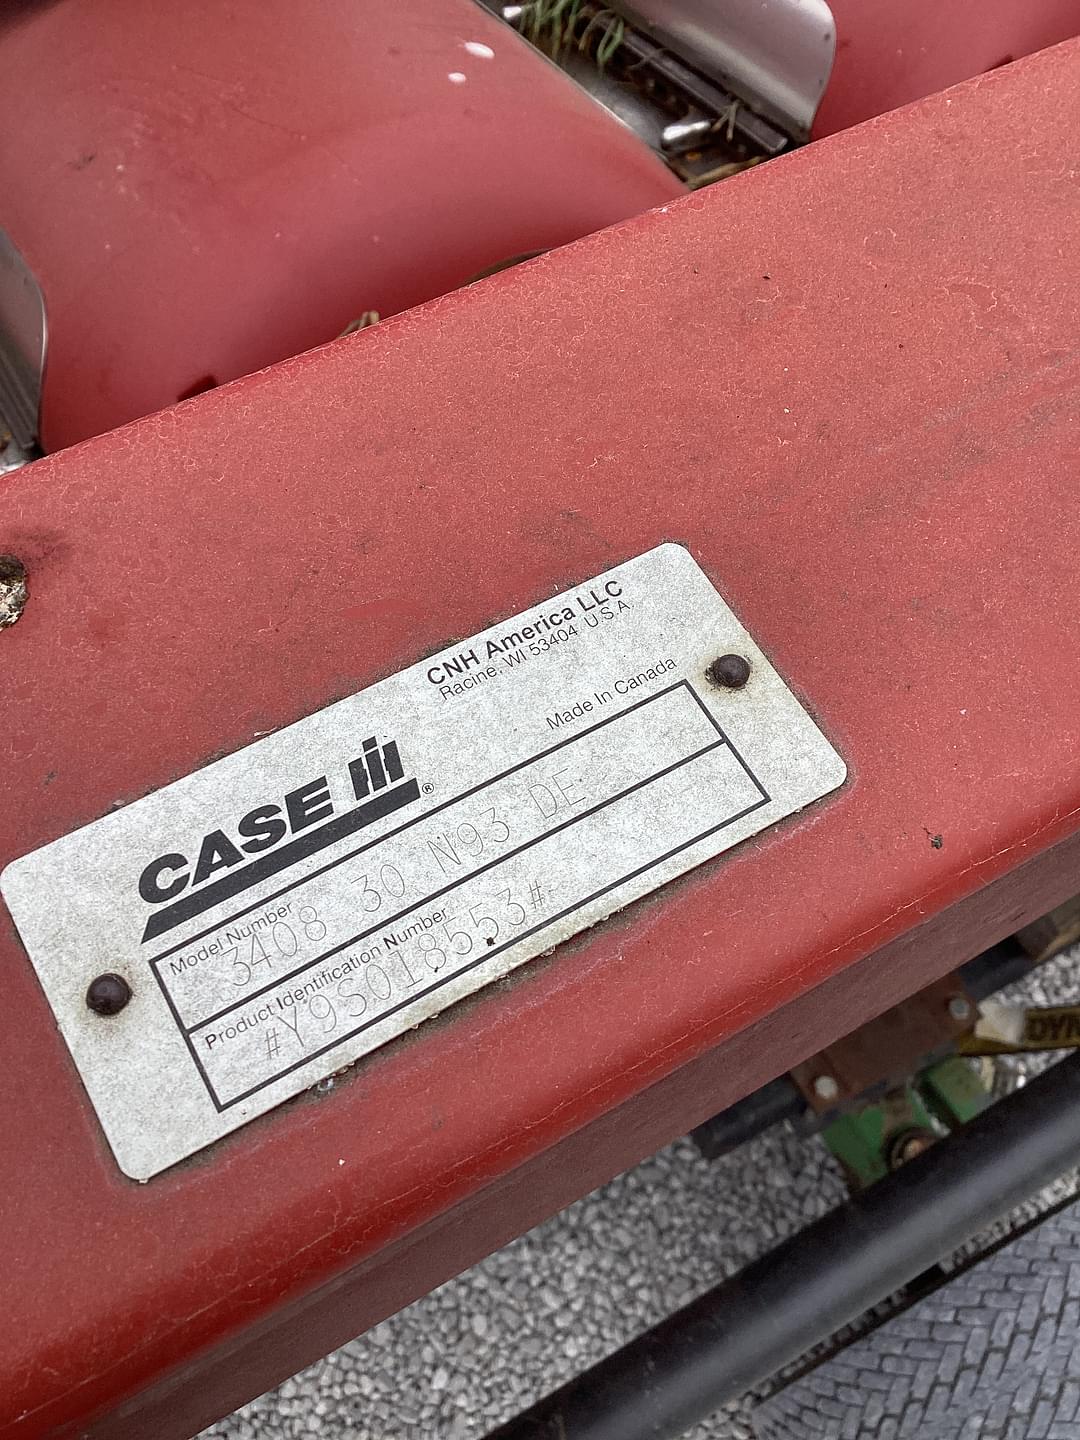 CNH America LLC
Racine, WI 53404 U.S.A.
Made In Canada
CASE IH®
Model Number
3408 30 N93 DE
Product Identification Number
#Y9S018553#